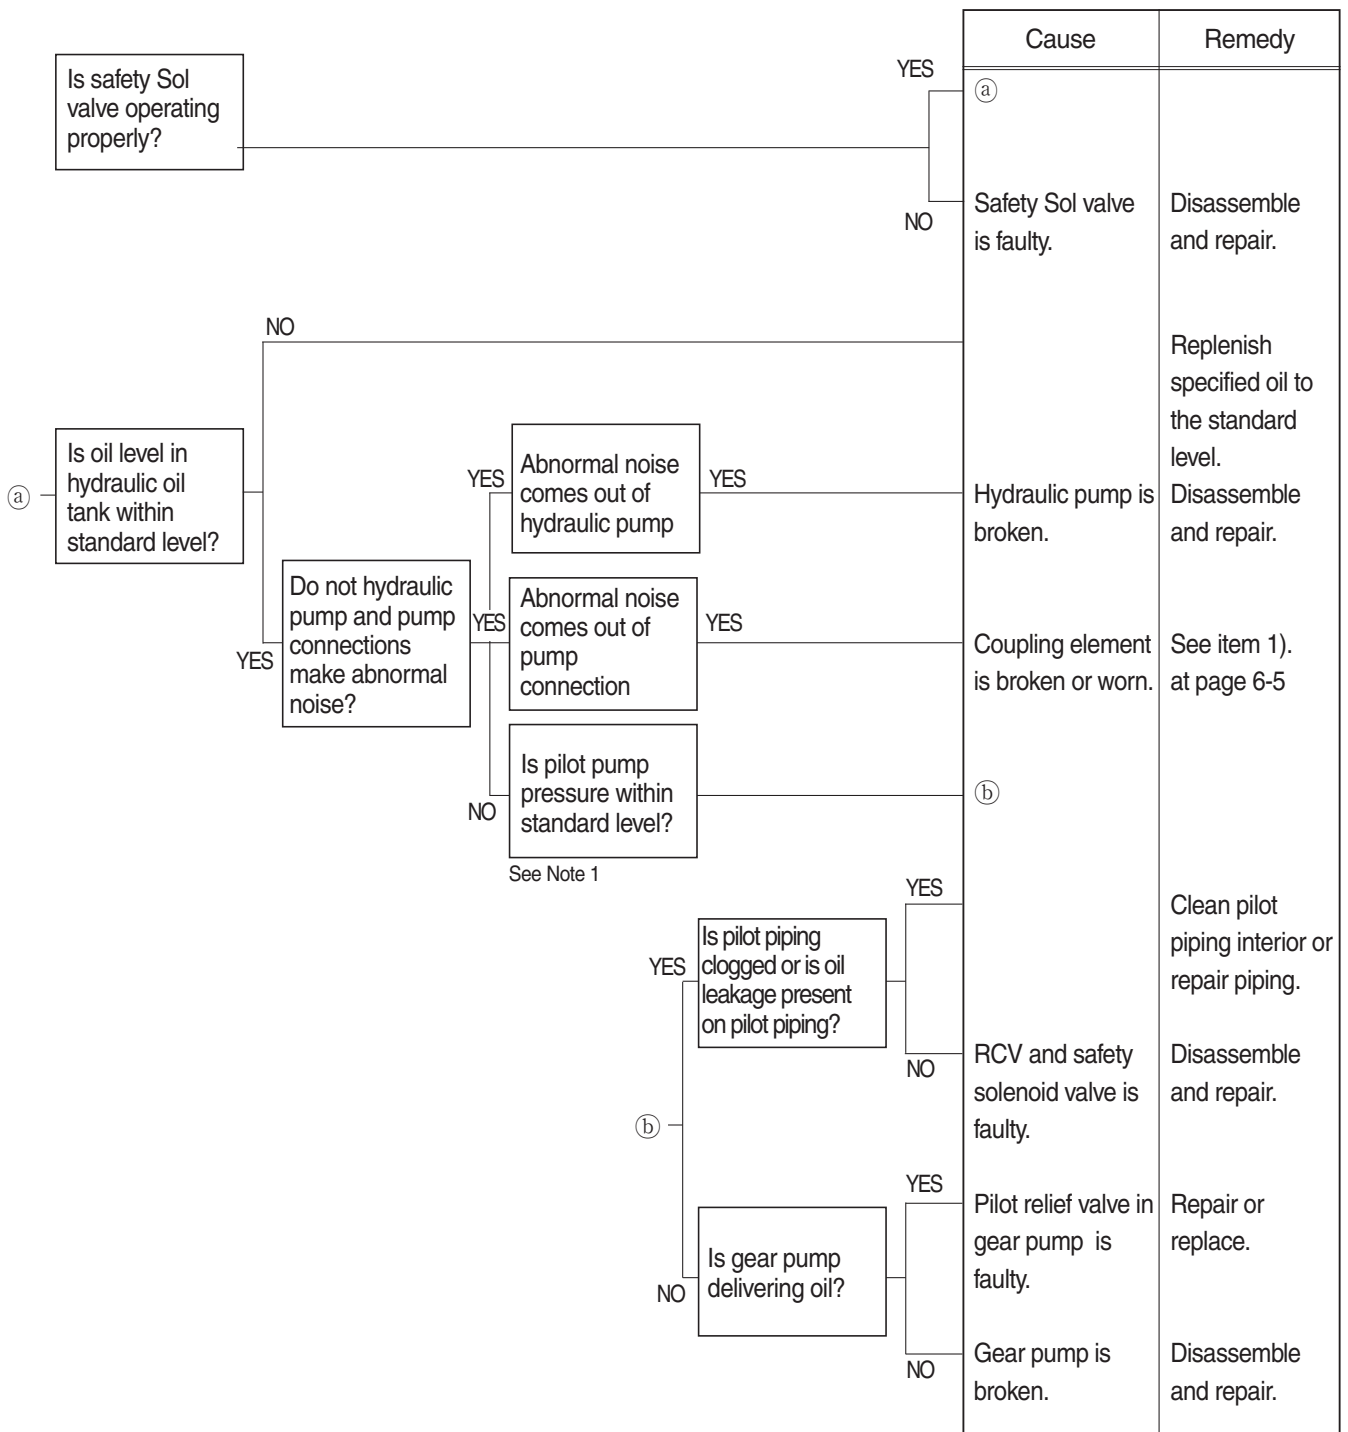 Cause
Remedy
Is safety Sol
valve operating
properly?
YES
ⓐ
NO
Safety Sol valve
is faulty.
Disassemble
and repair.
ⓐ
Is oil level in
hydraulic oil
tank within
standard level?
NO
Replenish
specified oil to
the standard
level.
YES
Do not hydraulic
pump and pump
connections
make abnormal
noise?
YES
Abnormal noise
comes out of
hydraulic pump
YES
Hydraulic pump is
broken.
Disassemble
and repair.
YES
Abnormal noise
comes out of
pump
connection
YES
Coupling element
is broken or worn.
See item 1).
at page 6-5
NO
Is pilot pump
pressure within
standard level?
See Note 1
ⓑ
ⓑ
YES
Is pilot piping
clogged or is oil
leakage present
on pilot piping?
YES
Clean pilot
piping interior or
repair piping.
NO
RCV and safety
solenoid valve is
faulty.
Disassemble
and repair.
NO
Is gear pump
delivering oil?
YES
Pilot relief valve in
gear pump is
faulty.
Repair or
replace.
NO
Gear pump is
broken.
Disassemble
and repair.